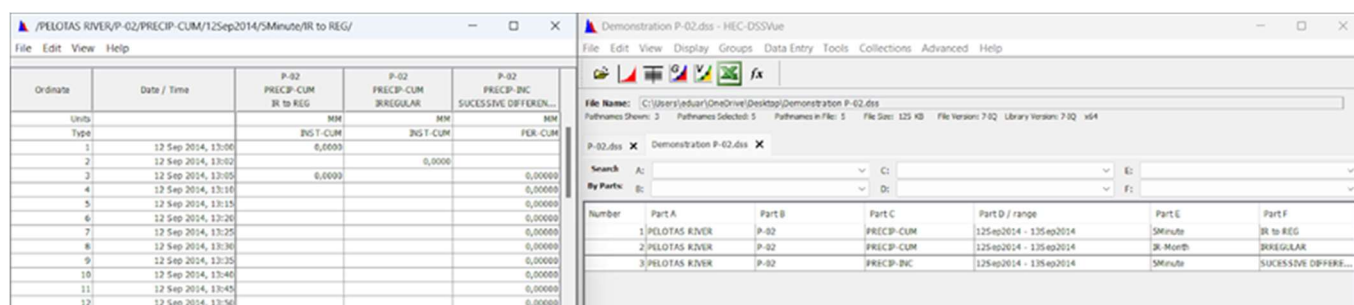 /PELOTAS RIVER/P-02/PRECIP-CUM/12Sep2014/5Minute/IR to REG/
File Edit View Help
Ordinate Date / Time P-02 PRECIP-CUM IR to REG P-02 PRECIP-CUM IRREGULAR P-02 PRECIP-INC SUCESSIVE DIFFEREN...
Units MM MM MM
Type INST-CUM INST-CUM PER-CUM
1 12 Sep 2014, 13:00 0,0000
2 12 Sep 2014, 13:02 0,0000
3 12 Sep 2014, 13:05 0,0000 0,00000
4 12 Sep 2014, 13:10 0,00000
5 12 Sep 2014, 13:15 0,00000
6 12 Sep 2014, 13:20 0,00000
7 12 Sep 2014, 13:25 0,00000
8 12 Sep 2014, 13:30 0,00000
9 12 Sep 2014, 13:35 0,00000
10 12 Sep 2014, 13:40 0,00000
11 12 Sep 2014, 13:45 0,00000
12 12 Sep 2014, 13:50 0,00000
Demonstration P-02.dss - HEC-DSSVue
File Edit View Display Groups Data Entry Tools Collections Advanced Help
fx
File Name: C:\Users\eduar\OneDrive\Desktop\Demonstration P-02.dss
Pathnames Shown: 3 Pathnames Selected: 5 Pathnames in File: 5 File Size: 125 KB File Version: 7-IQ Library Version: 7-IQ x64
P-02.dss Demonstration P-02.dss
Search A: C: E:
By Parts: B: D: F:
Number Part A Part B Part C Part D / range Part E Part F
1 PELOTAS RIVER P-02 PRECIP-CUM 12Sep2014 - 13Sep2014 5Minute IR to REG
2 PELOTAS RIVER P-02 PRECIP-CUM 12Sep2014 - 13Sep2014 IR-Month IRREGULAR
3 PELOTAS RIVER P-02 PRECIP-INC 12Sep2014 - 13Sep2014 5Minute SUCESSIVE DIFFERE...